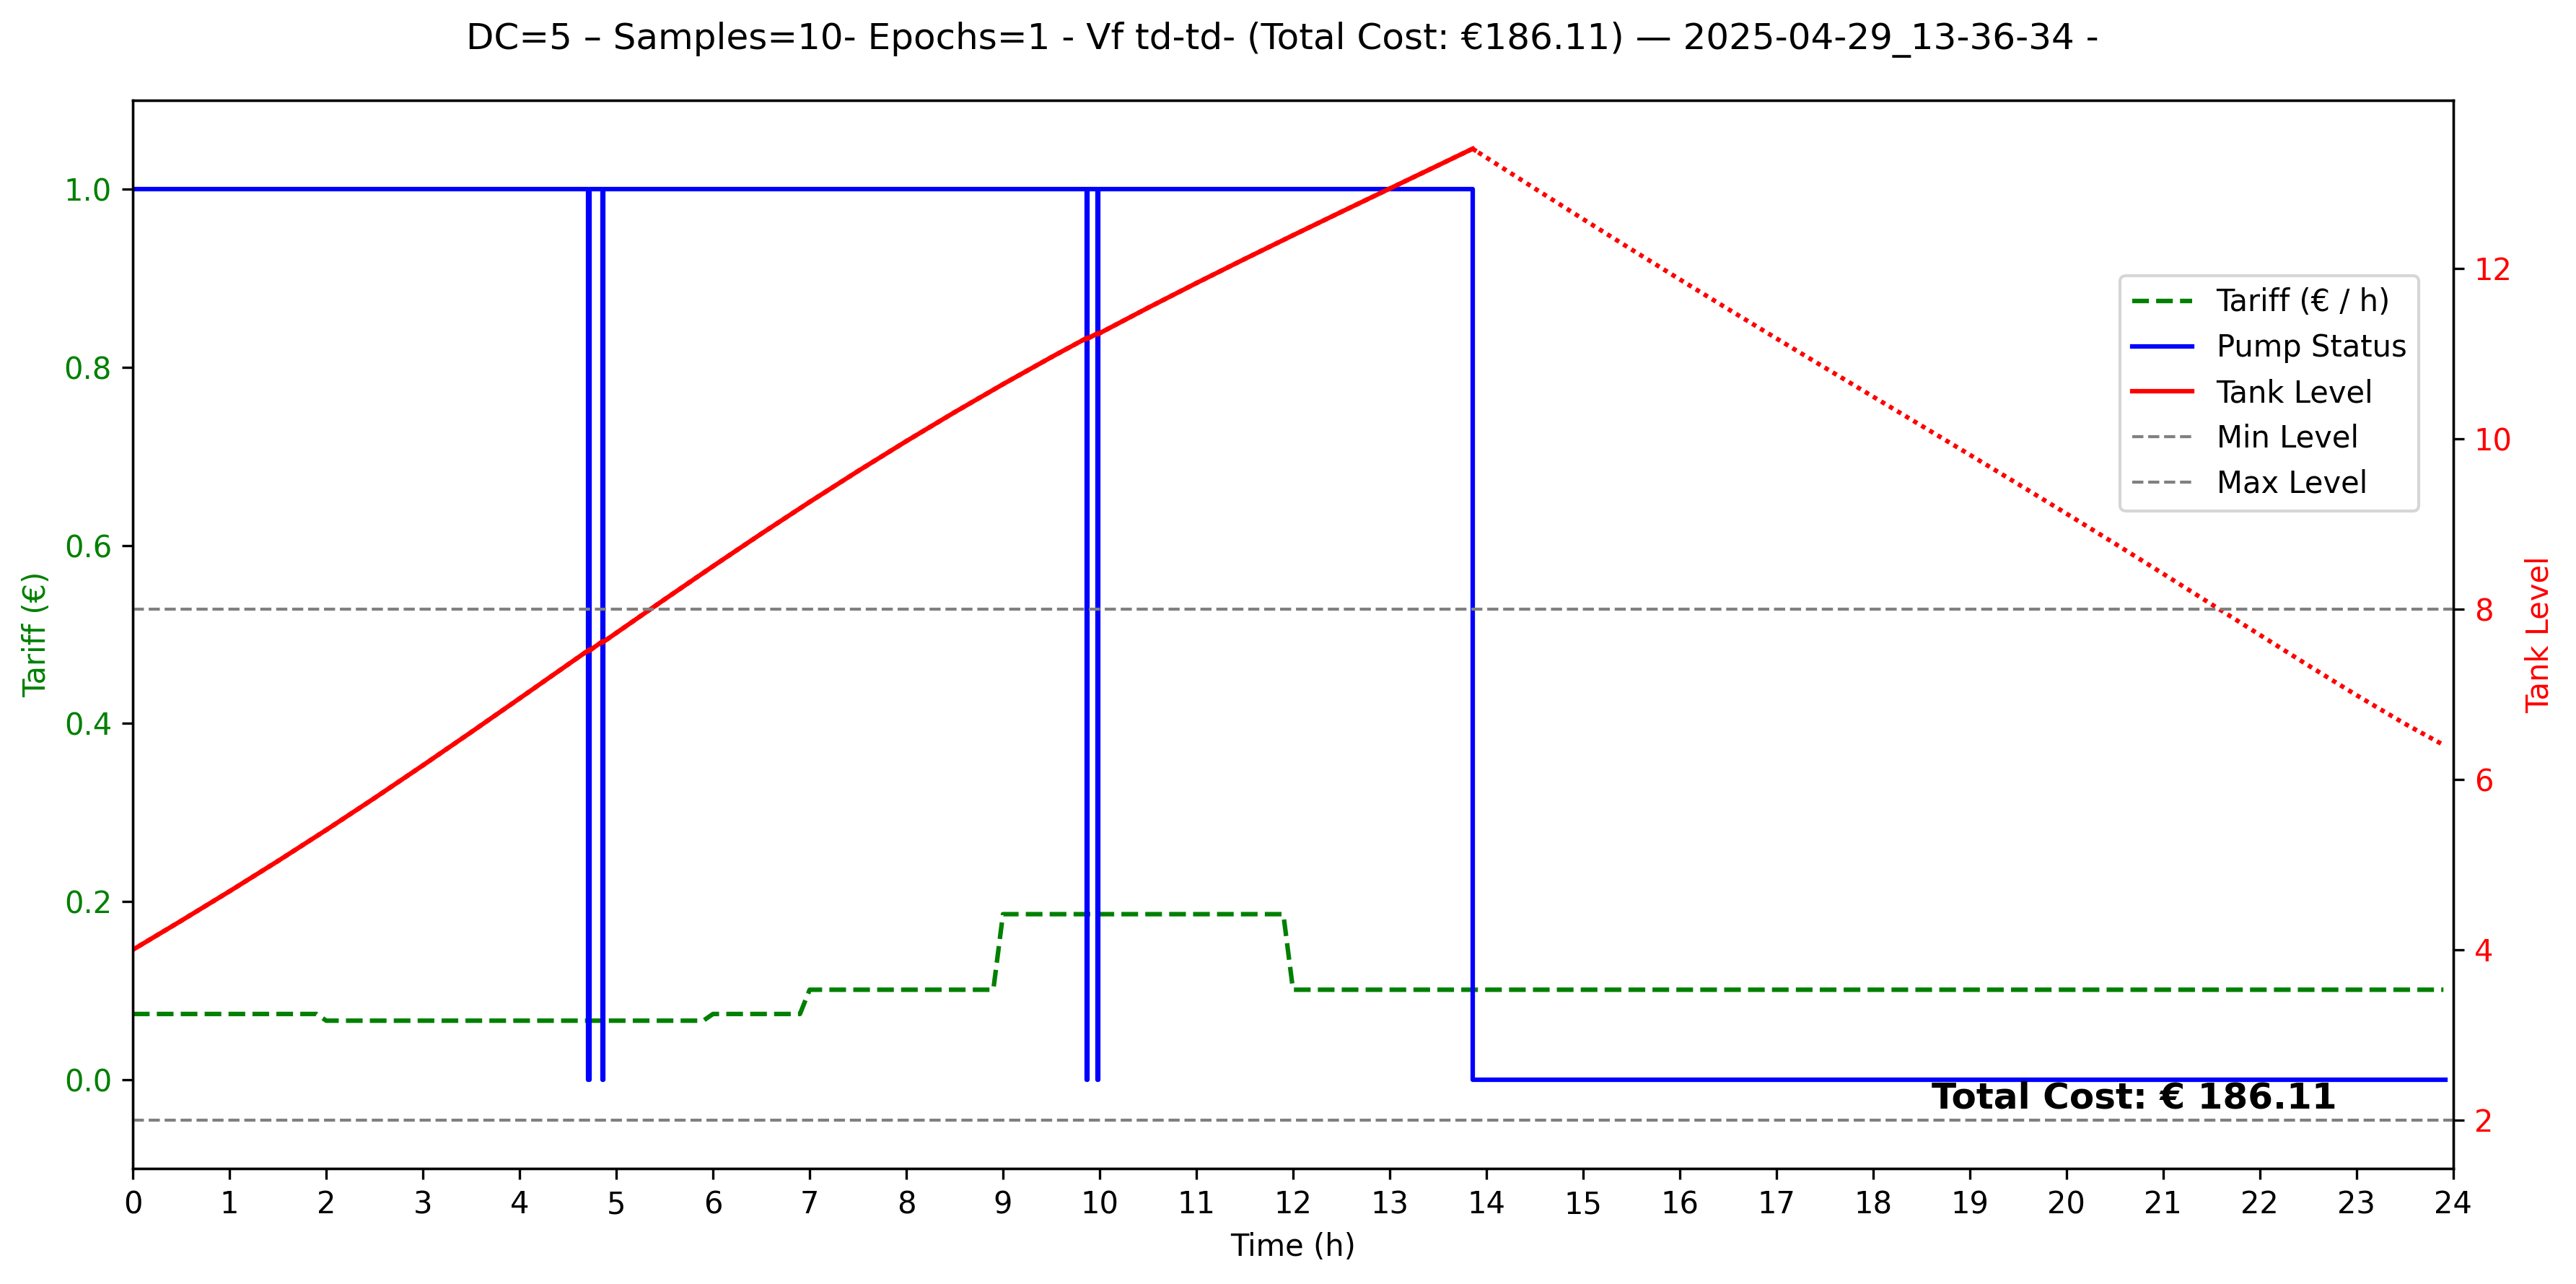 DC=5 – Samples=10- Epochs=1 - Vf td-td- (Total Cost: €186.11) — 2025-04-29_13-36-34 -
Tariff (€)
1.0
0.8
0.6
0.4
0.2
0.0
Tariff (€ / h)
Pump Status
Tank Level
Min Level
Max Level
12
10
8
6
4
2
Tank Level
Total Cost: € 186.11
0 1 2 3 4 5 6 7 8 9 10 11 12 13 14 15 16 17 18 19 20 21 22 23 24
Time (h)